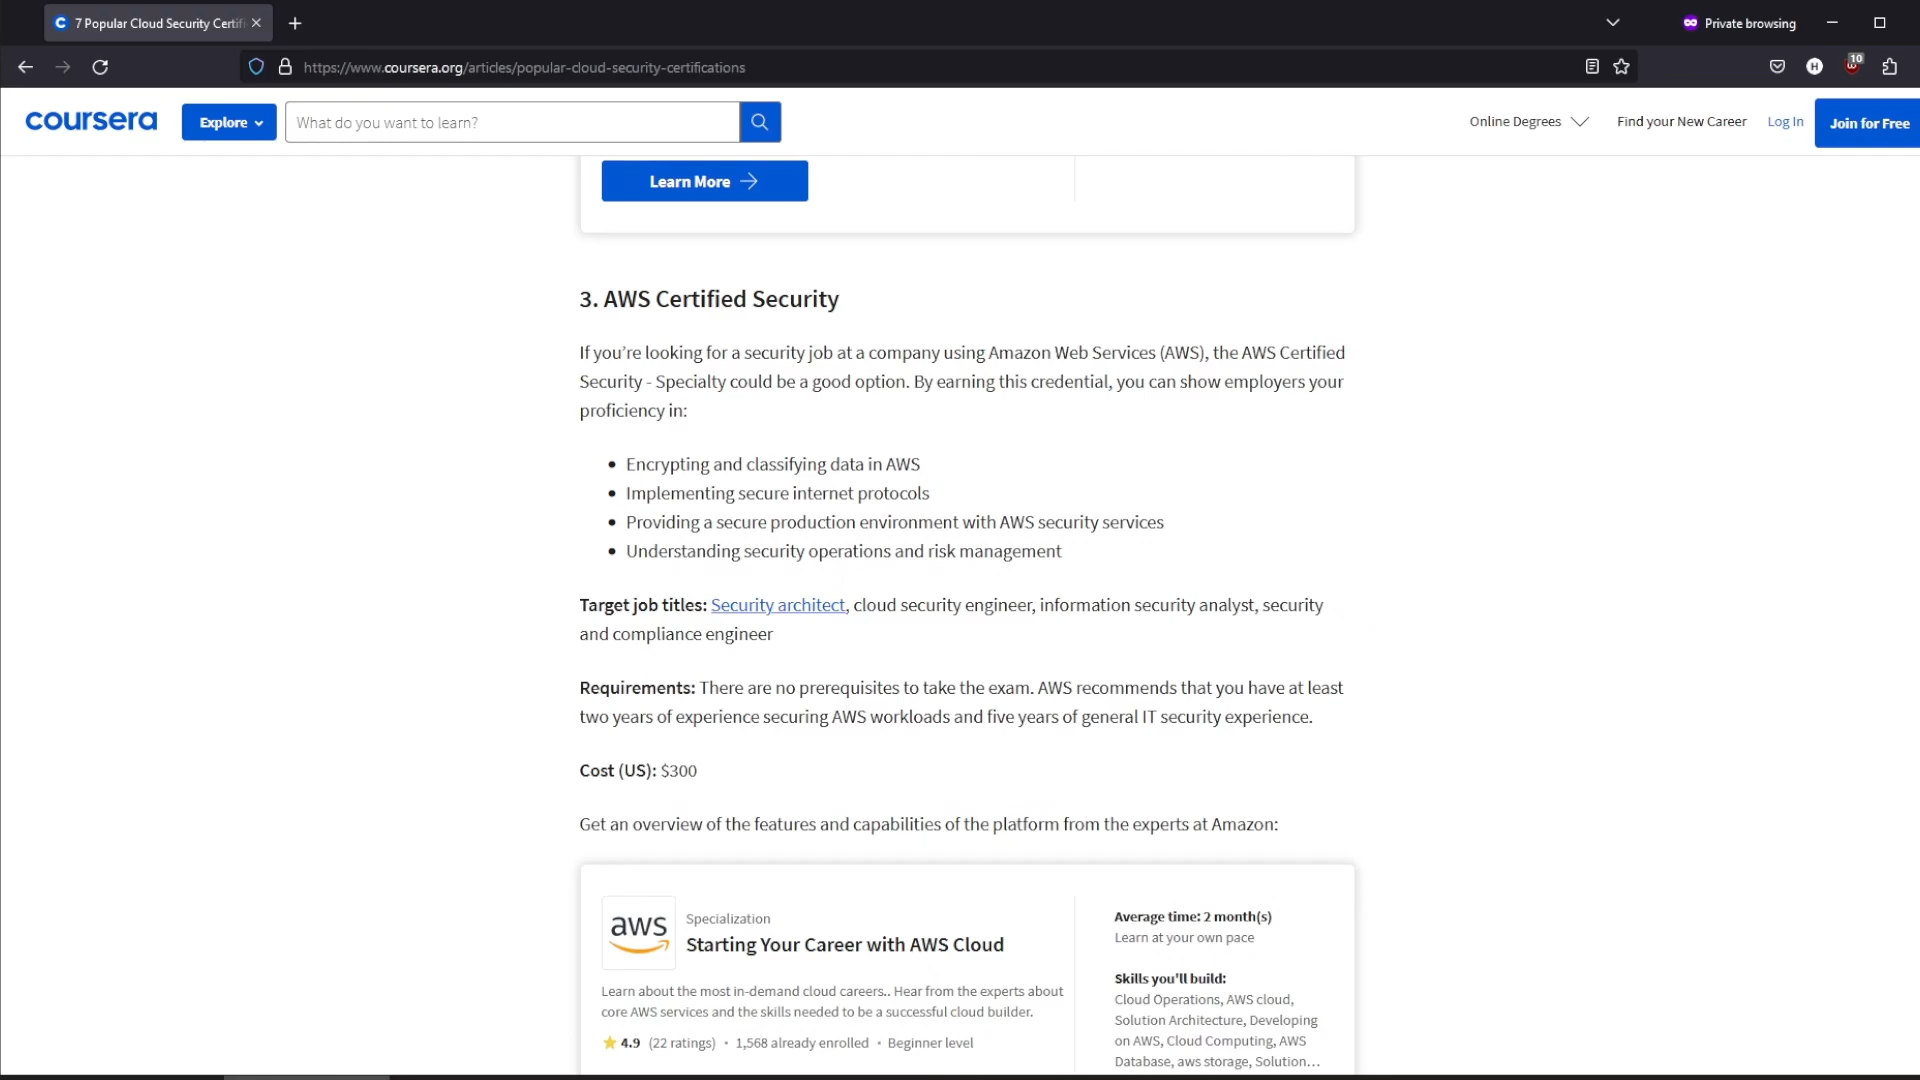 7 Popular Cloud Security Certifi
Private browsing
https://www.coursera.org/articles/popular-cloud-security-certifications
H
10
coursera
Explore
What do you want to learn?
Online Degrees
Find your New Career
Log In
Join for Free
Learn More
3. AWS Certified Security
If you’re looking for a security job at a company using Amazon Web Services (AWS), the AWS Certified
Security - Specialty could be a good option. By earning this credential, you can show employers your
proficiency in:
• Encrypting and classifying data in AWS
• Implementing secure internet protocols
• Providing a secure production environment with AWS security services
• Understanding security operations and risk management
Target job titles: Security architect, cloud security engineer, information security analyst, security
and compliance engineer
Requirements: There are no prerequisites to take the exam. AWS recommends that you have at least
two years of experience securing AWS workloads and five years of general IT security experience.
Cost (US): $300
Get an overview of the features and capabilities of the platform from the experts at Amazon:
aws
Specialization
Starting Your Career with AWS Cloud
Learn about the most in-demand cloud careers.. Hear from the experts about
core AWS services and the skills needed to be a successful cloud builder.
4.9 (22 ratings) • 1,568 already enrolled • Beginner level
Average time: 2 month(s)
Learn at your own pace
Skills you'll build:
Cloud Operations, AWS cloud,
Solution Architecture, Developing
on AWS, Cloud Computing, AWS
Database, aws storage, Solution…